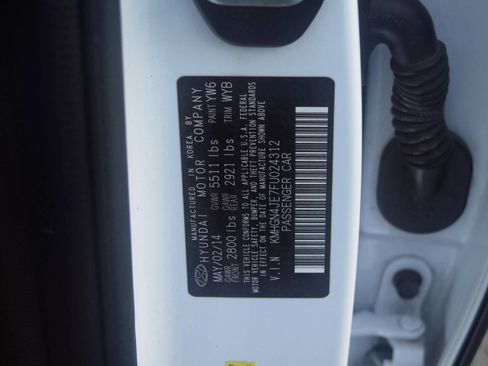 MANUFACTURED IN KOREA BY
HYUNDAI MOTOR COMPANY
MAY/02/14 GVWR 5511 lbs PAINT YW6
GAWR FRONT 2800 lbs GAWR REAR 2921 lbs TRIM WYB
THIS VEHICLE CONFORMS TO ALL APPLICABLE U.S.A. FEDERAL
MOTOR VEHICLE SAFETY, BUMPER, AND THEFT PREVENTION STANDARDS
IN EFFECT ON THE DATE OF MANUFACTURE SHOWN ABOVE
V.I.N KMHGN4JE7FU024312
PASSENGER CAR